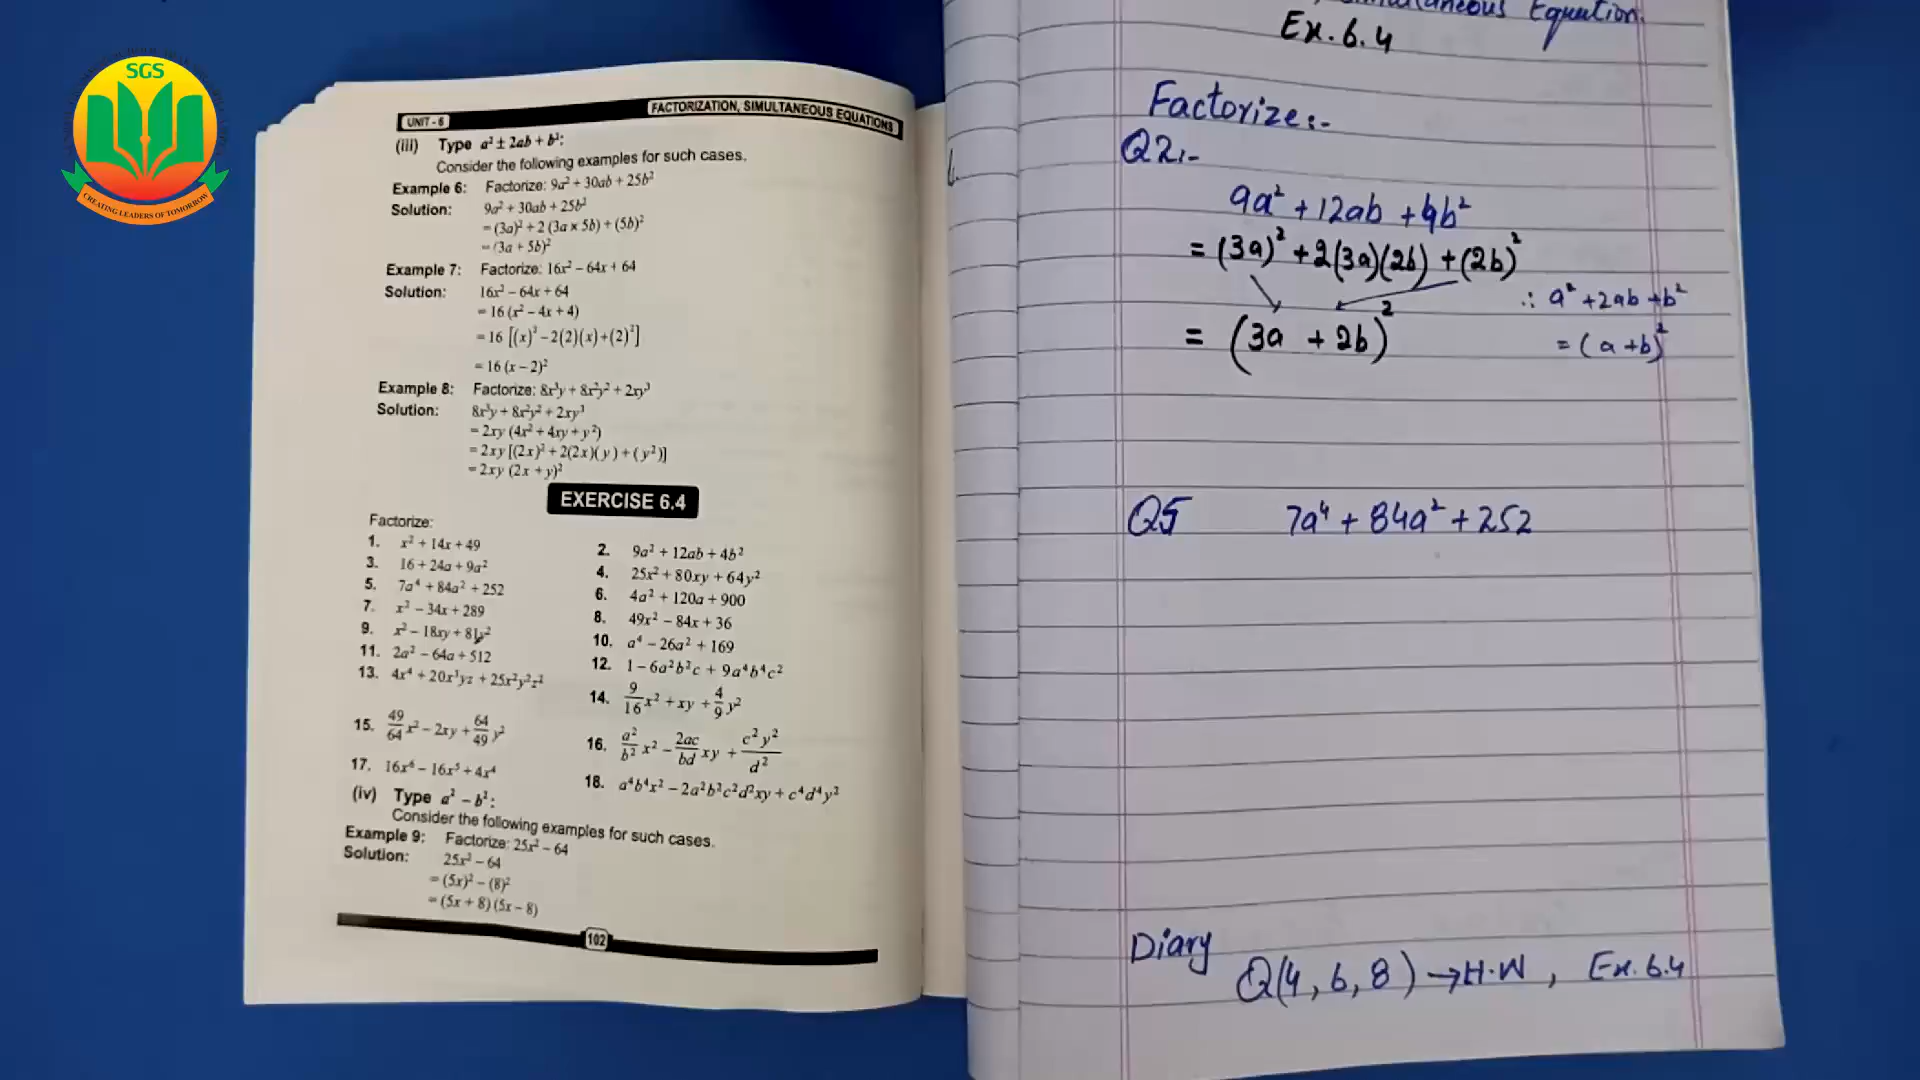 SGS
CREATING LEADERS OF TOMORROW
UNIT - 6
FACTORIZATION, SIMULTANEOUS EQUATIONS
(iii) Type a² ± 2ab + b²:
Consider the following examples for such cases.
Example 6: Factorize: 9a² + 30ab + 25b²
Solution: 9a² + 30ab + 25b²
= (3a)² + 2 (3a × 5b) + (5b)²
= (3a + 5b)²
Example 7: Factorize: 16x² – 64x + 64
Solution: 16x² – 64x + 64
= 16 (x² – 4x + 4)
= 16 [(x)² – 2(2)(x) + (2)²]
= 16 (x – 2)²
Example 8: Factorize: 8x³y + 8x²y² + 2xy³
Solution: 8x³y + 8x²y² + 2xy³
= 2xy (4x² + 4xy + y²)
= 2xy [(2x)² + 2(2x)(y) + (y²)]
= 2xy (2x + y)²
EXERCISE 6.4
Factorize:
1. x² + 14x + 49
2. 9a² + 12ab + 4b²
3. 16 + 24a + 9a²
4. 25x² + 80xy + 64y²
5. 7a⁴ + 84a² + 252
6. 4a² + 120a + 900
7. x² – 34x + 289
8. 49x² – 84x + 36
9. x² – 18xy + 81y²
10. a⁴ – 26a² + 169
11. 2a² – 64a + 512
12. 1 – 6a²b²c + 9a⁴b⁴c²
13. 4x⁴ + 20x³yz + 25x²y²z²
14. 9/16 x² + xy + 4/9 y²
15. 49/64 x² – 2xy + 64/49 y²
16. a²/b² x² – 2ac/bd xy + c²y²/d²
17. 16x⁶ – 16x⁵ + 4x⁴
18. a⁴b⁴x² – 2a²b²c²d²xy + c⁴d⁴y²
(iv) Type a² – b²:
Consider the following examples for such cases.
Example 9: Factorize: 25x² – 64
Solution: 25x² – 64
= (5x)² – (8)²
= (5x + 8) (5x – 8)
102
Simultaneous Equation.
Ex. 6.4
Factorize:-
Q2:-
9a² + 12ab + 4b²
= (3a)² + 2(3a)(2b) + (2b)²
∴ a² + 2ab + b²
= (3a + 2b)²
= (a + b)²
Q5 7a⁴ + 84a² + 252
Diary
Q(4, 6, 8) → H.W, Ex. 6.4